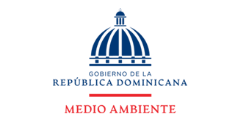 GOBIERNO DE LA
REPÚBLICA DOMINICANA
MEDIO AMBIENTE